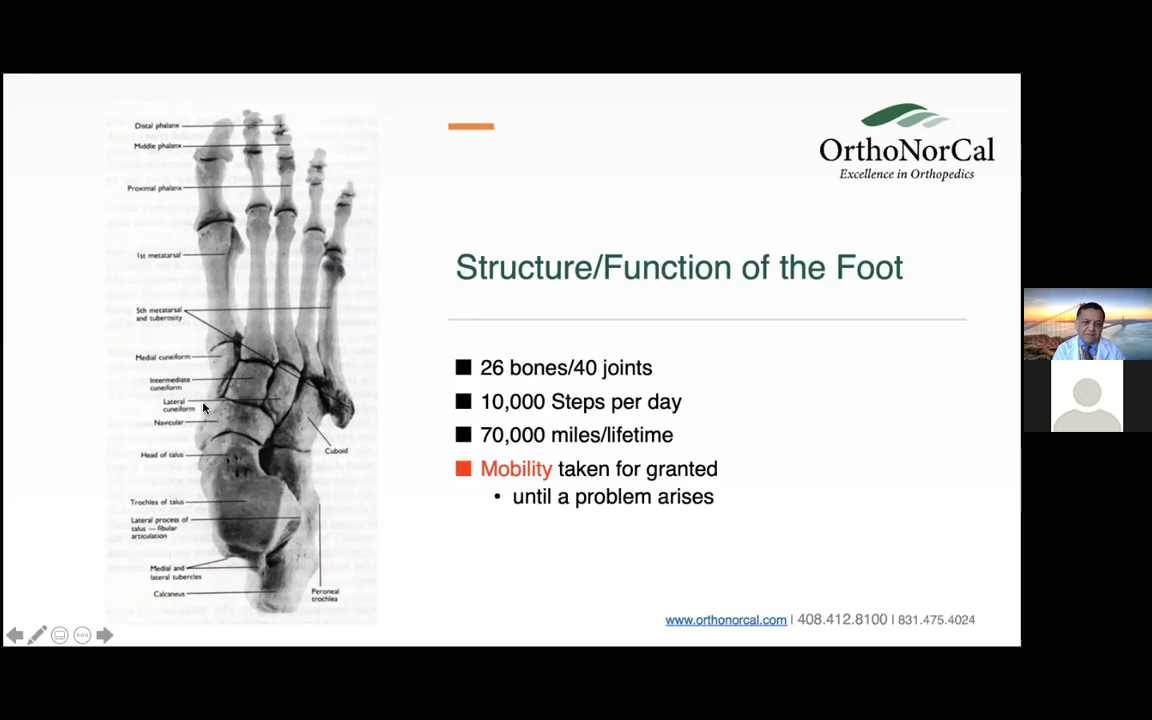 Distal phalanx
Middle phalanx
Proximal phalanx
1st metatarsal
5th metatarsal
and tuberosity
Medial cuneiform
Intermediate
cuneiform
Lateral
cuneiform
Navicular
Head of talus
Cuboid
Trochlea of talus
Lateral process of
talus — fibular
articulation
Medial and
lateral tubercles
Calcaneus
Peroneal
trochlea
OrthoNorCal
Excellence in Orthopedics
Structure/Function of the Foot
26 bones/40 joints
10,000 Steps per day
70,000 miles/lifetime
Mobility taken for granted
• until a problem arises
www.orthonorcal.com | 408.412.8100 | 831.475.4024